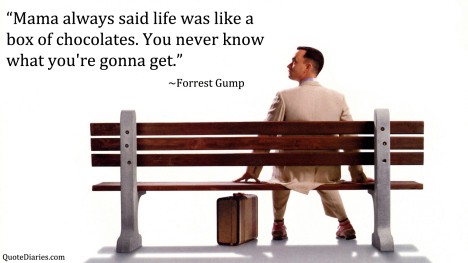 “Mama always said life was like a
box of chocolates. You never know
what you're gonna get.”
~Forrest Gump
QuoteDiaries.com